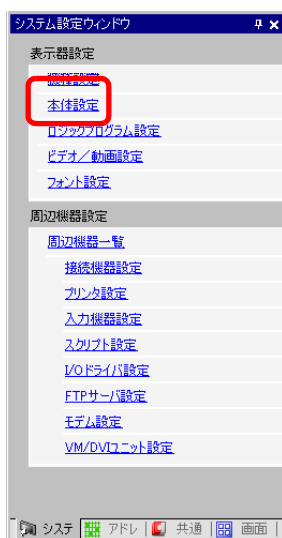 システム設定ウィンドウ
表示器設定
機種設定
本体設定
ロジックプログラム設定
ビデオ／動画設定
フォント設定
周辺機器設定
周辺機器一覧
接続機器設定
プリンタ設定
入力機器設定
スクリプト設定
I/Oドライバ設定
FTPサーバ設定
モデム設定
VM/DVIユニット設定
システ アドレ 共通 画面